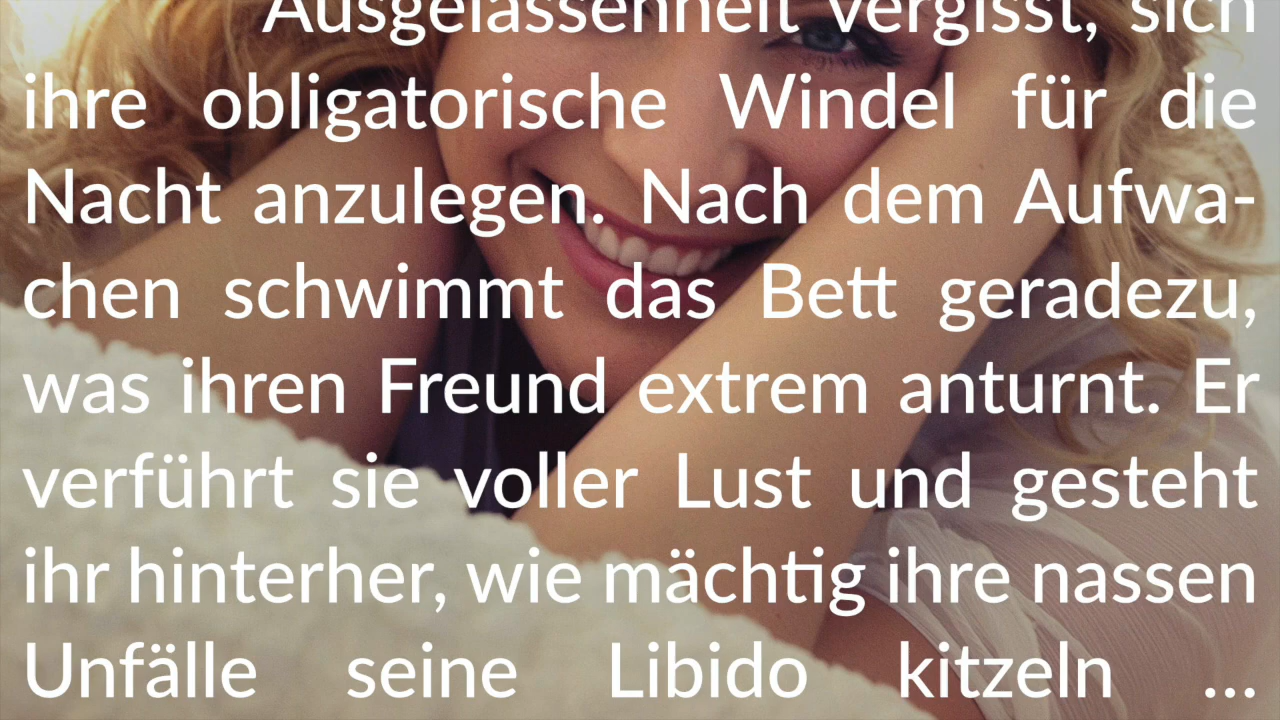 Ausgelassenheit vergisst, sich
ihre obligatorische Windel für die
Nacht anzulegen. Nach dem Aufwa-
chen schwimmt das Bett geradezu,
was ihren Freund extrem anturnt. Er
verführt sie voller Lust und gesteht
ihr hinterher, wie mächtig ihre nassen
Unfälle seine Libido kitzeln ...